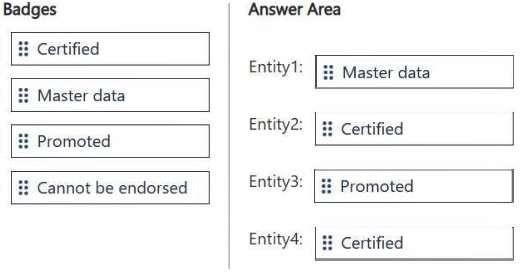 Badges
Certified
Master data
Promoted
Cannot be endorsed
Answer Area
Entity1: Master data
Entity2: Certified
Entity3: Promoted
Entity4: Certified